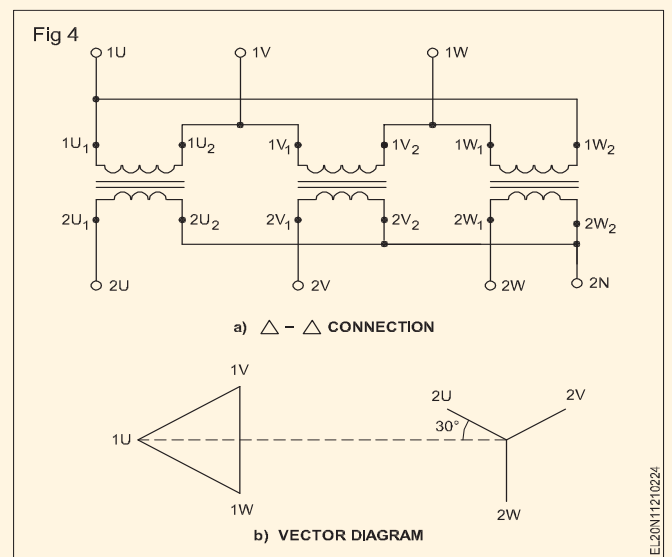 Fig 4
1U 1V 1W
1U1 1U2 1V1 1V2 1W1 1W2
2U1 2U2 2V1 2V2 2W1 2W2
2U 2V 2W 2N
a) △ – △ CONNECTION
1V
2U 2V
1U 30°
1W 2W
b) VECTOR DIAGRAM
EL20N11210224